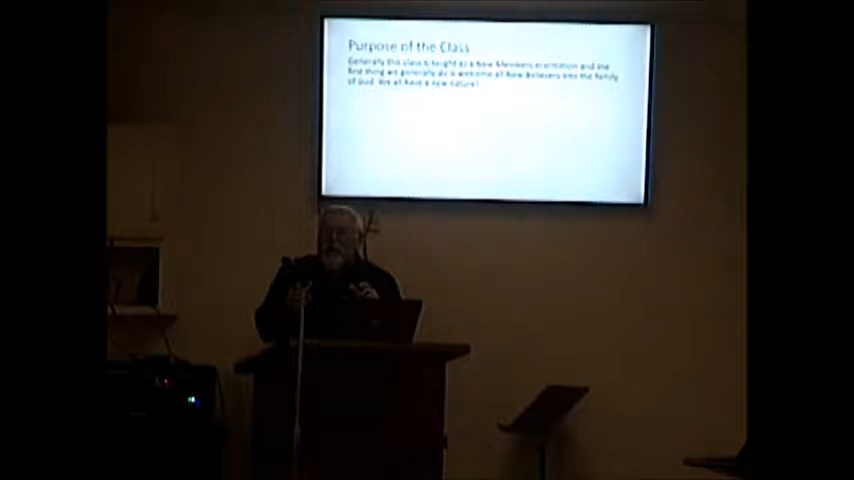 Purpose of the Class
Generally this class is taught as a New Members orientation and the
first thing we generally do is welcome all New Believers into the family
of God. We all have a new nature!